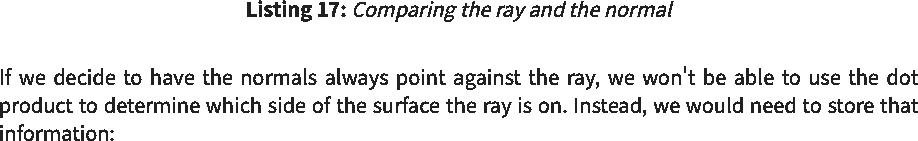 Listing 17: Comparing the ray and the normal
If we decide to have the normals always point against the ray, we won't be able to use the dot
product to determine which side of the surface the ray is on. Instead, we would need to store that
information: